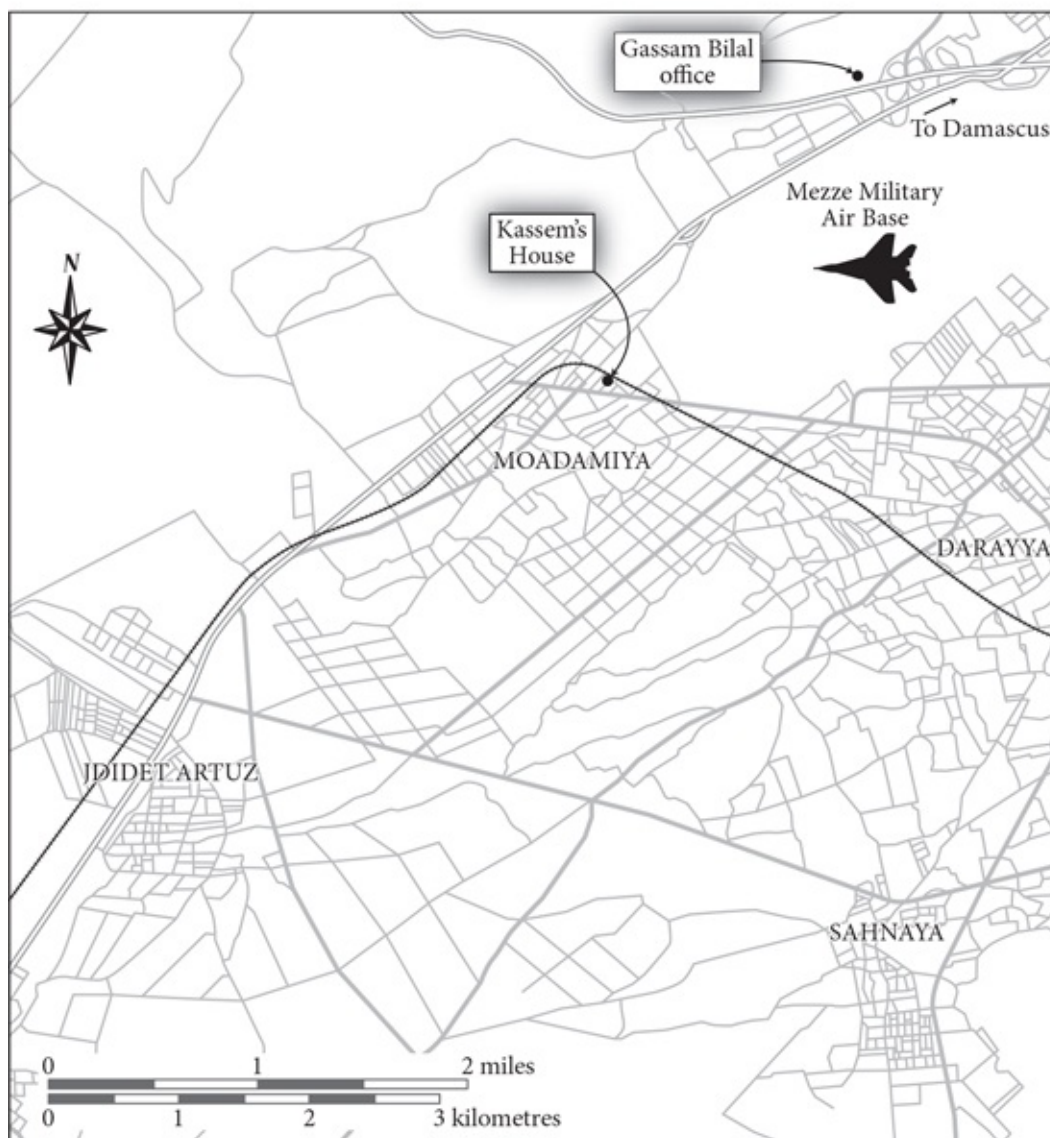 Gassam Bilal
office
To Damascus
Mezze Military
Air Base
Kassem's
House
N
MOADAMIYA
DARAYYA
JDIDET ARTUZ
SAHNAYA
0 1 2 miles
0 1 2 3 kilometres